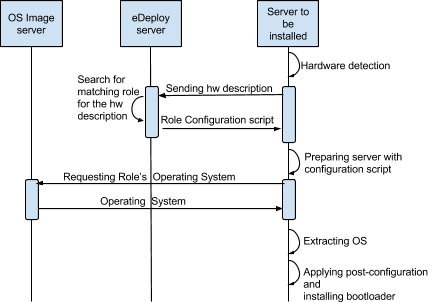 OS Image
server
eDeploy
server
Server to
be
installed
Hardware detection
Sending hw description
Search for
matching role
for the hw
description
Role Configuration script
Preparing server with
configuration script
Requesting Role's Operating System
Operating System
Extracting OS
Applying post-configuration
and
installing bootloader